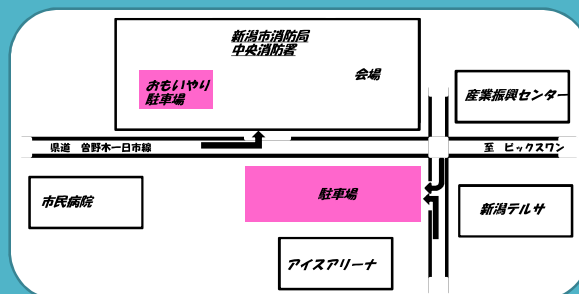 新潟市消防局
中央消防署
おもいやり
駐車場
会場
産業振興センター
県道 曽野木一日市線
至 ビックスワン
市民病院
駐車場
新潟テルサ
アイスアリーナ